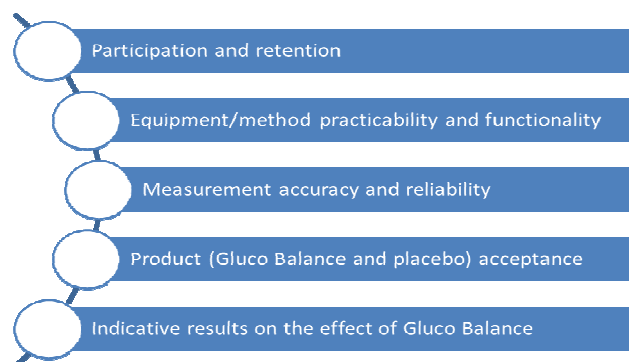 Participation and retention
Equipment/method practicability and functionality
Measurement accuracy and reliability
Product (Gluco Balance and placebo) acceptance
Indicative results on the effect of Gluco Balance